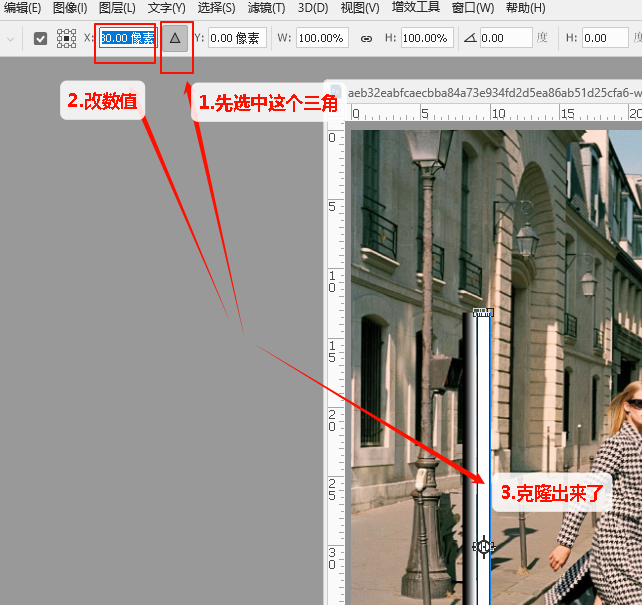 编辑(E) 图像(I) 图层(L) 文字(Y) 选择(S) 滤镜(T) 3D(D) 视图(V) 增效工具 窗口(W) 帮助(H)
X: 80.00 像素 Δ Y: 0.00 像素 W: 100.00% H: 100.00% 0.00 度 H: 0.00 度
2.改数值
1.先选中这个三角
aeb32eabfcaecbba84a73e934fd2d5ea86ab51d25cfa6-w
0 5 10 15 20
0
5
10
15
20
25
30
3.克隆出来了